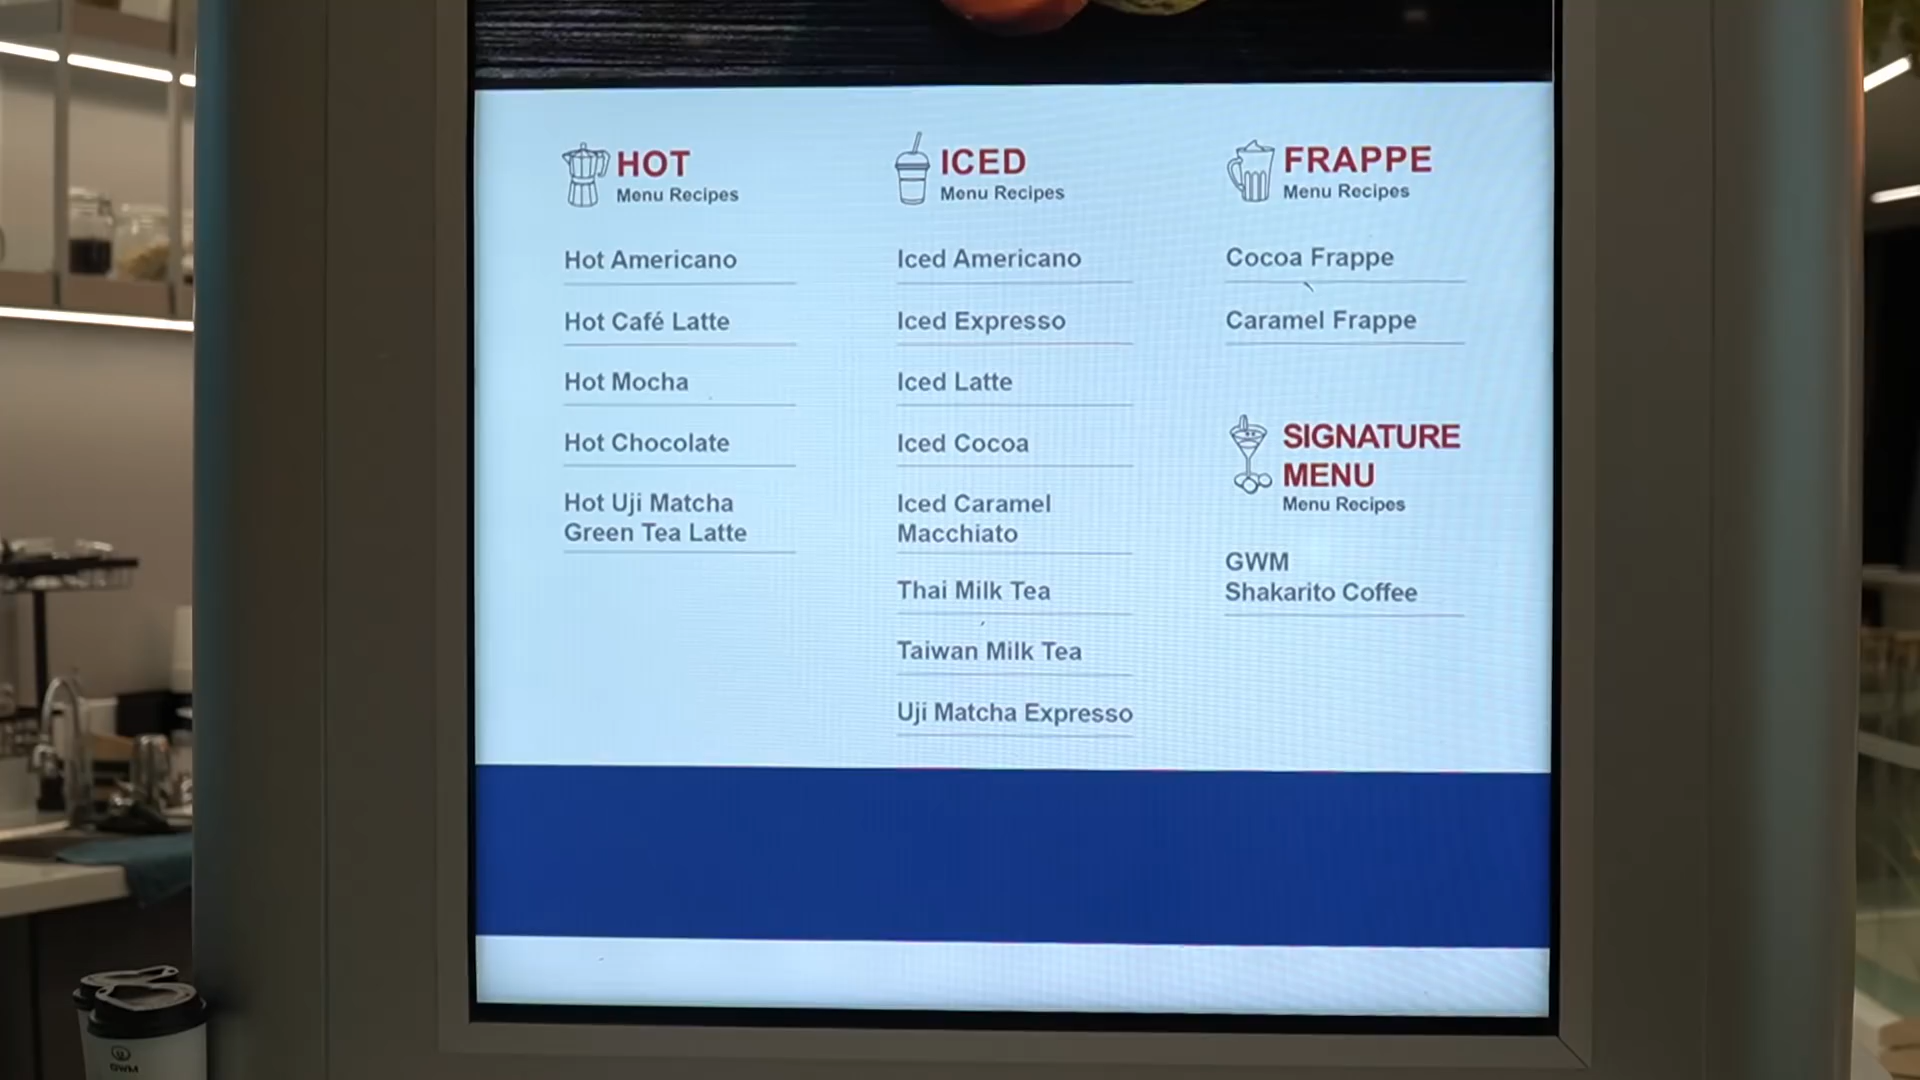 HOT
Menu Recipes
Hot Americano
Hot Café Latte
Hot Mocha
Hot Chocolate
Hot Uji Matcha
Green Tea Latte
ICED
Menu Recipes
Iced Americano
Iced Expresso
Iced Latte
Iced Cocoa
Iced Caramel
Macchiato
Thai Milk Tea
Taiwan Milk Tea
Uji Matcha Expresso
FRAPPE
Menu Recipes
Cocoa Frappe
Caramel Frappe
SIGNATURE
MENU
Menu Recipes
GWM
Shakarito Coffee
GWM